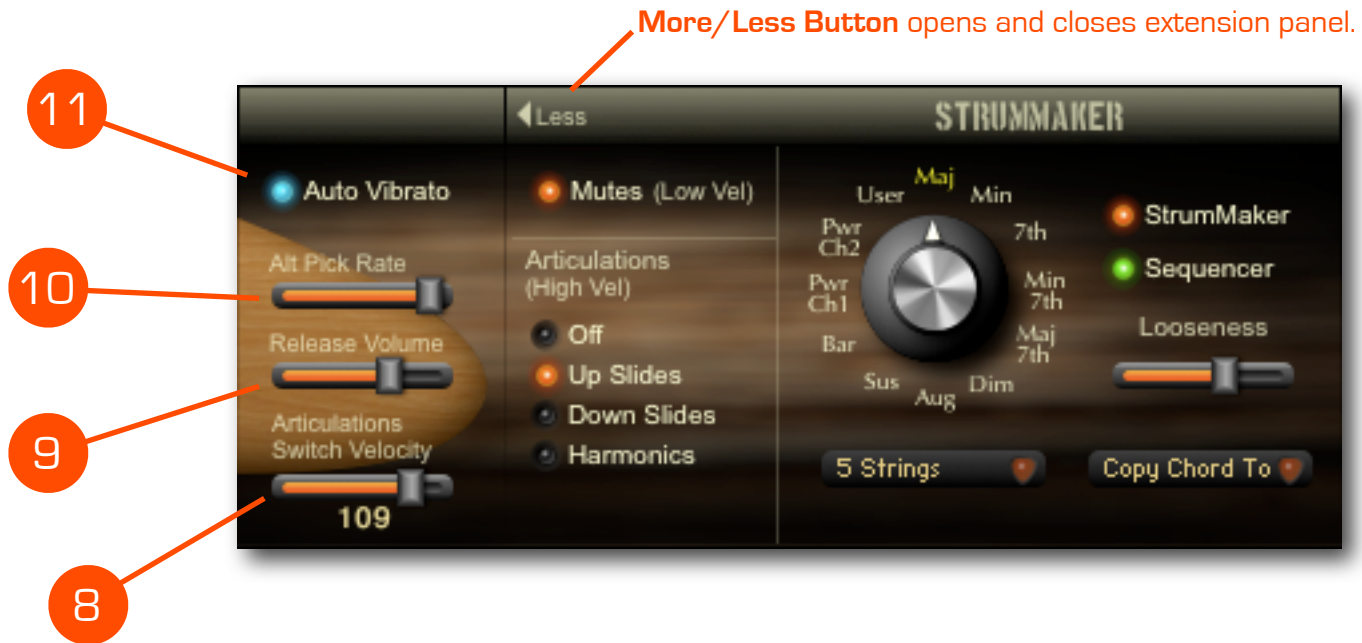 More/Less Button opens and closes extension panel.
11
10
9
8
Less
STRUMMAKER
Auto Vibrato
Alt Pick Rate
Release Volume
Articulations
Switch Velocity
109
Mutes (Low Vel)
Articulations
(High Vel)
Off
Up Slides
Down Slides
Harmonics
Maj
Min
7th
Min
7th
Maj
7th
Dim
Aug
Sus
Bar
Pwr
Ch1
Pwr
Ch2
User
5 Strings
StrumMaker
Sequencer
Looseness
Copy Chord To